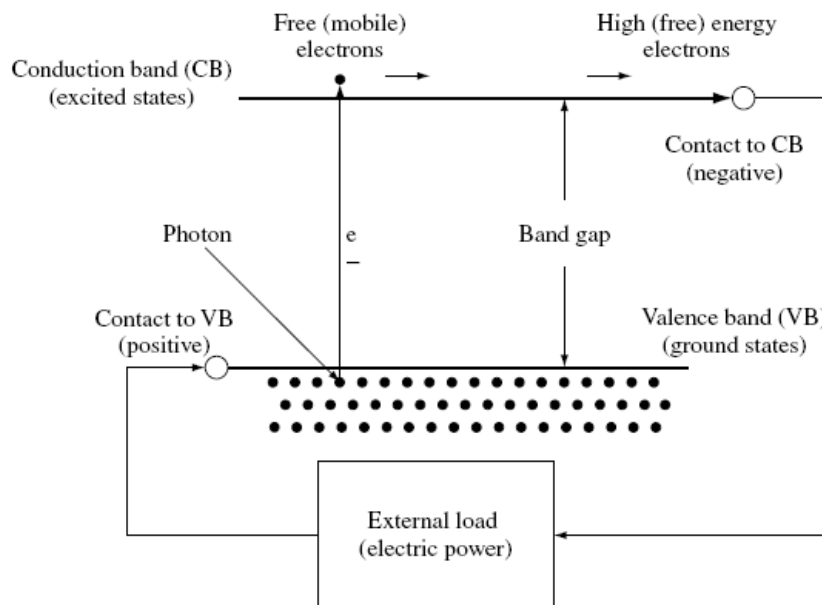 Free (mobile)
electrons
High (free) energy
electrons
Conduction band (CB)
(excited states)
Contact to CB
(negative)
Photon
e
Band gap
Contact to VB
(positive)
Valence band (VB)
(ground states)
External load
(electric power)